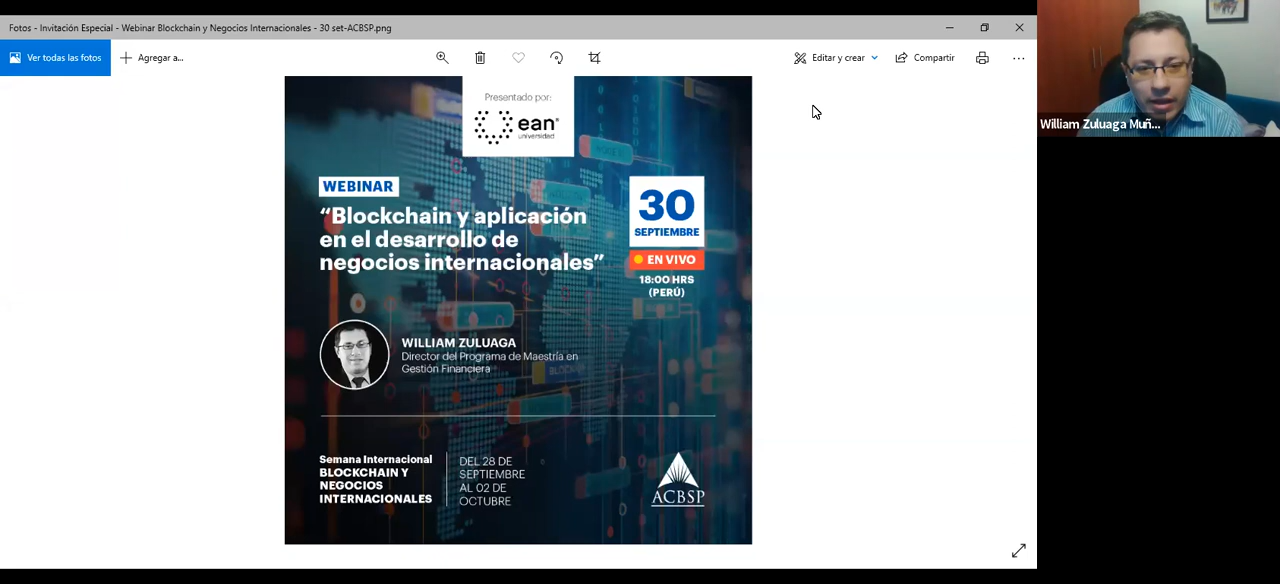 Fotos - Invitación Especial - Webinar Blockchain y Negocios Internacionales - 30 set-ACBSP.png
Ver todas las fotos
Agregar a...
Editar y crear
Compartir
William Zuluaga Muñ...
Presentado por:
ean
universidad
WEBINAR
“Blockchain y aplicación
en el desarrollo de
negocios internacionales”
30
SEPTIEMBRE
EN VIVO
18:00 HRS
(PERÚ)
WILLIAM ZULUAGA
Director del Programa de Maestría en
Gestión Financiera
Semana Internacional
BLOCKCHAIN Y
NEGOCIOS
INTERNACIONALES
DEL 28 DE
SEPTIEMBRE
AL 02 DE
OCTUBRE
ACBSP